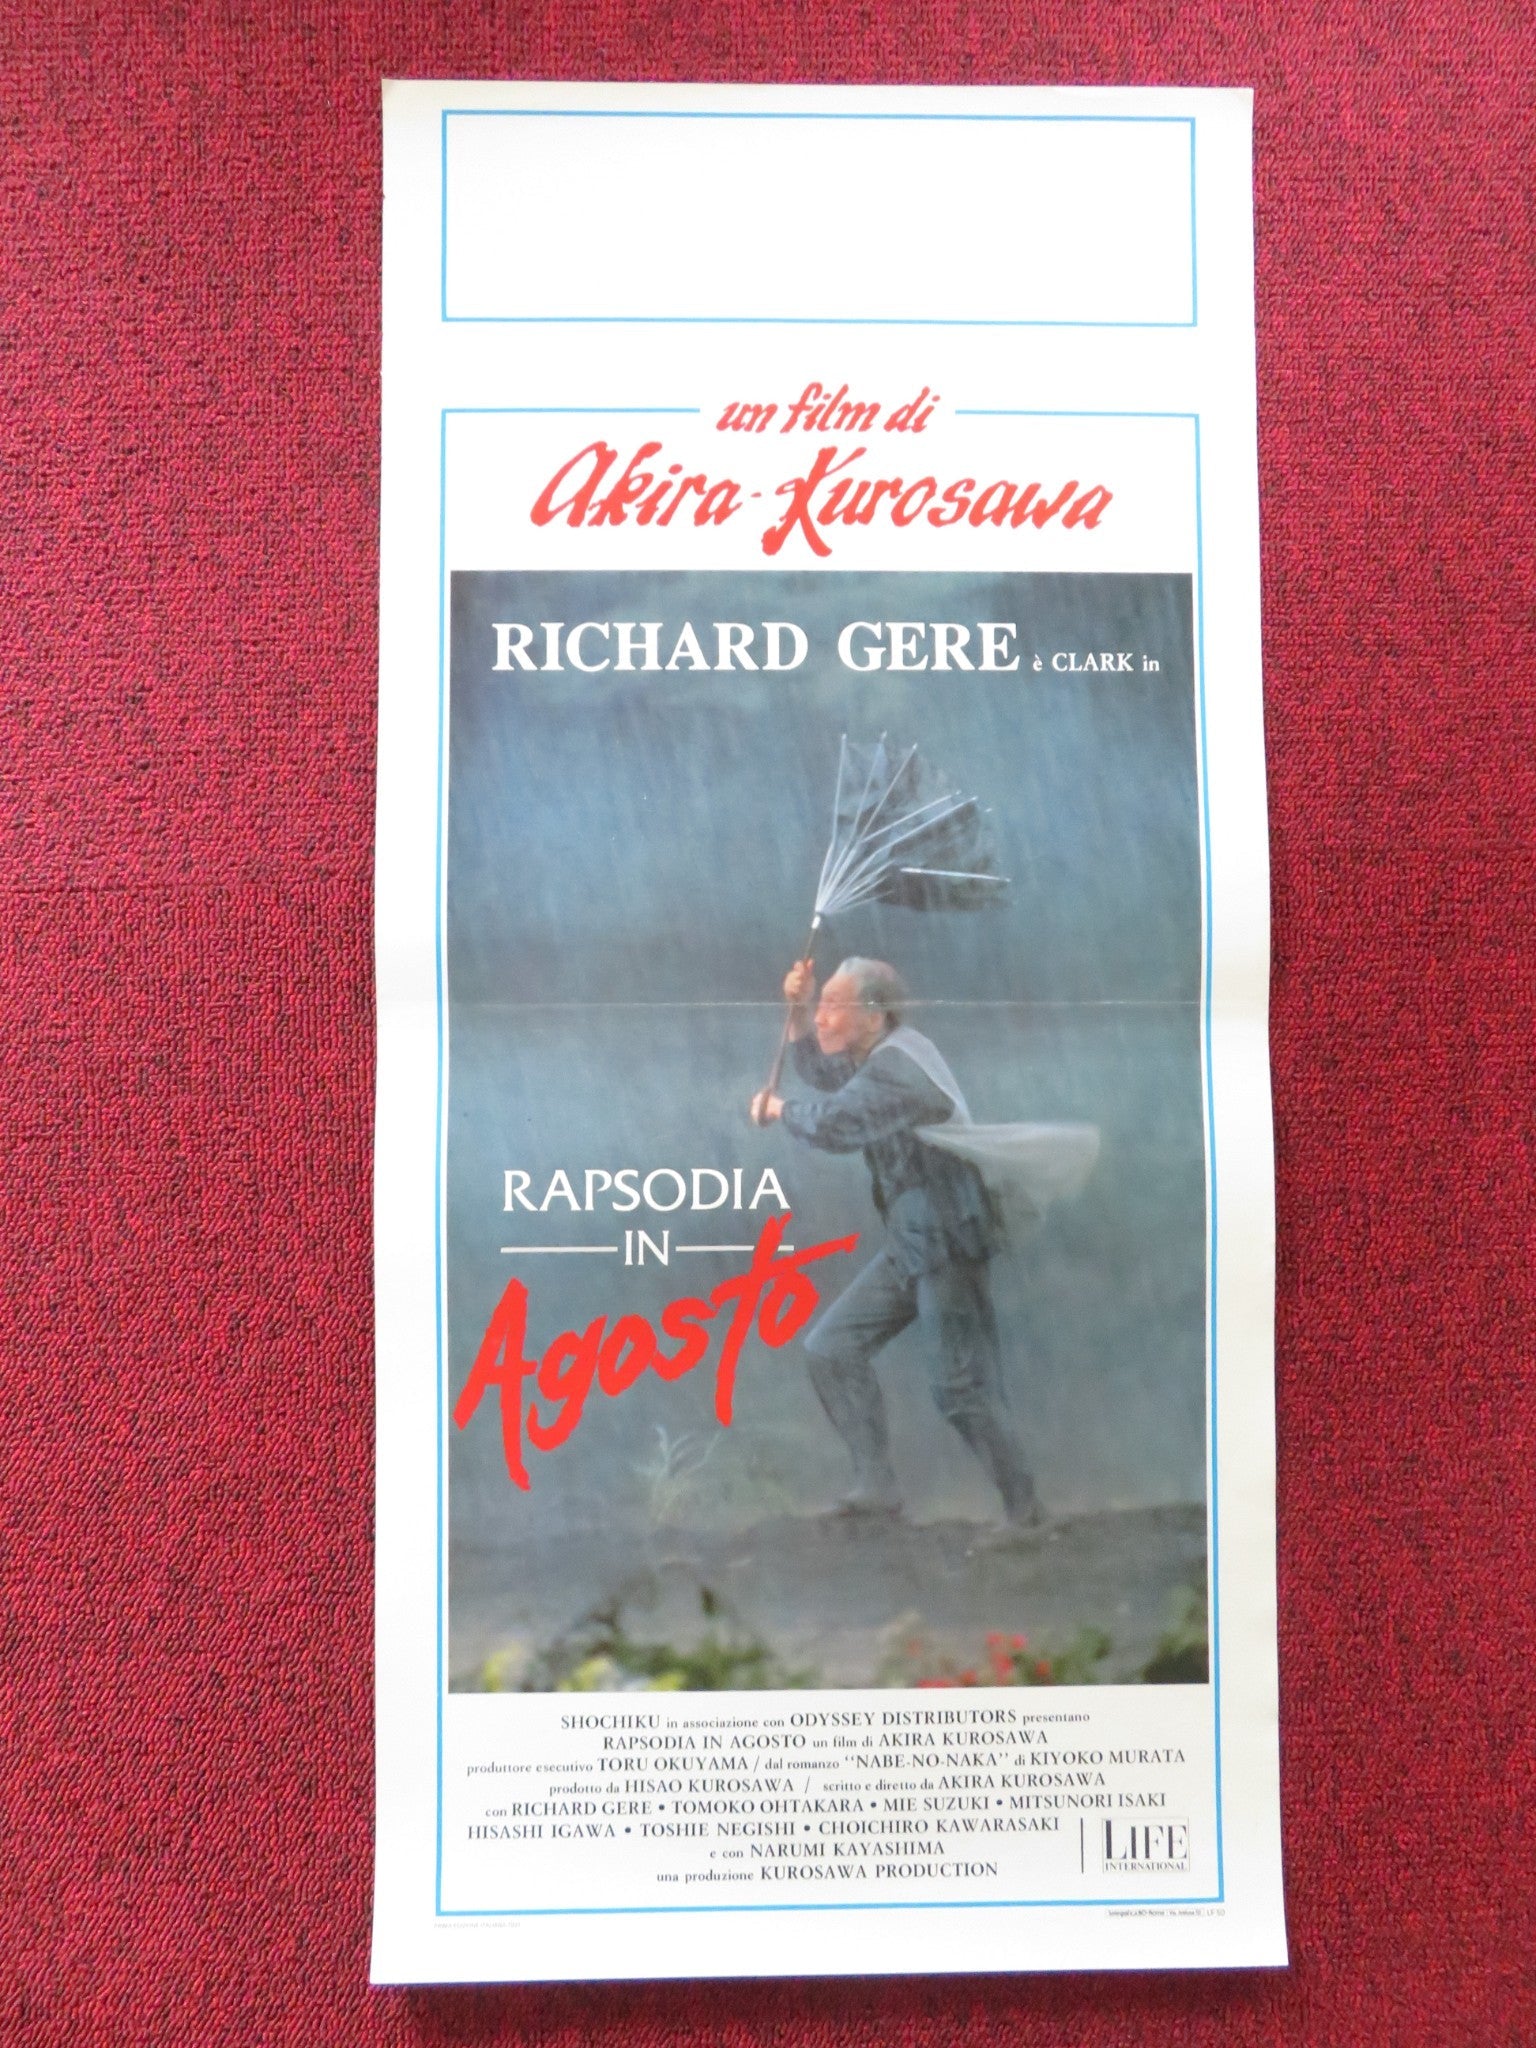 un film di
Akira Kurosawa
RICHARD GERE è CLARK in
RAPSODIA
IN
Agosto
SHOCHIKU in associazione con ODYSSEY DISTRIBUTORS presentano
RAPSODIA IN AGOSTO un film di AKIRA KUROSAWA
produttore esecutivo TORU OKUYAMA / dal romanzo "NABE-NO-NAKA" di KIYOKO MURATA
prodotto da HISAO KUROSAWA / scritto e diretto da AKIRA KUROSAWA
con RICHARD GERE • TOMOKO OHTAKARA • MIE SUZUKI • MITSUNORI ISAKI
HISASHI IGAWA • TOSHIE NEGISHI • CHOICHIRO KAWARASAKI
e con NARUMI KAYASHIMA
una produzione KUROSAWA PRODUCTION
LIFE
INTERNATIONAL